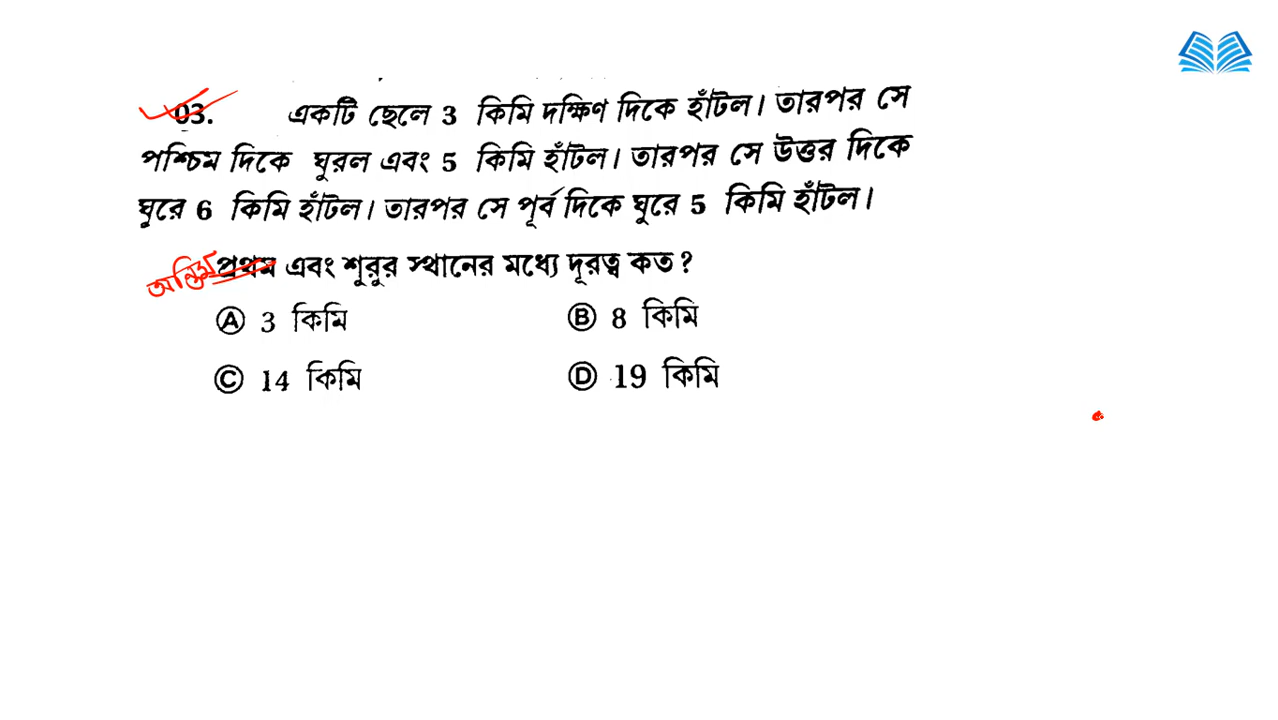 03. একটি ছেলে 3 কিমি দক্ষিণ দিকে হাঁটল। তারপর সে
পশ্চিম দিকে ঘুরল এবং 5 কিমি হাঁটল। তারপর সে উত্তর দিকে
ঘুরে 6 কিমি হাঁটল। তারপর সে পূর্ব দিকে ঘুরে 5 কিমি হাঁটল।
অন্তিম প্রথম এবং শুরুর স্থানের মধ্যে দূরত্ব কত?
Ⓐ 3 কিমি Ⓑ 8 কিমি
Ⓒ 14 কিমি Ⓓ 19 কিমি